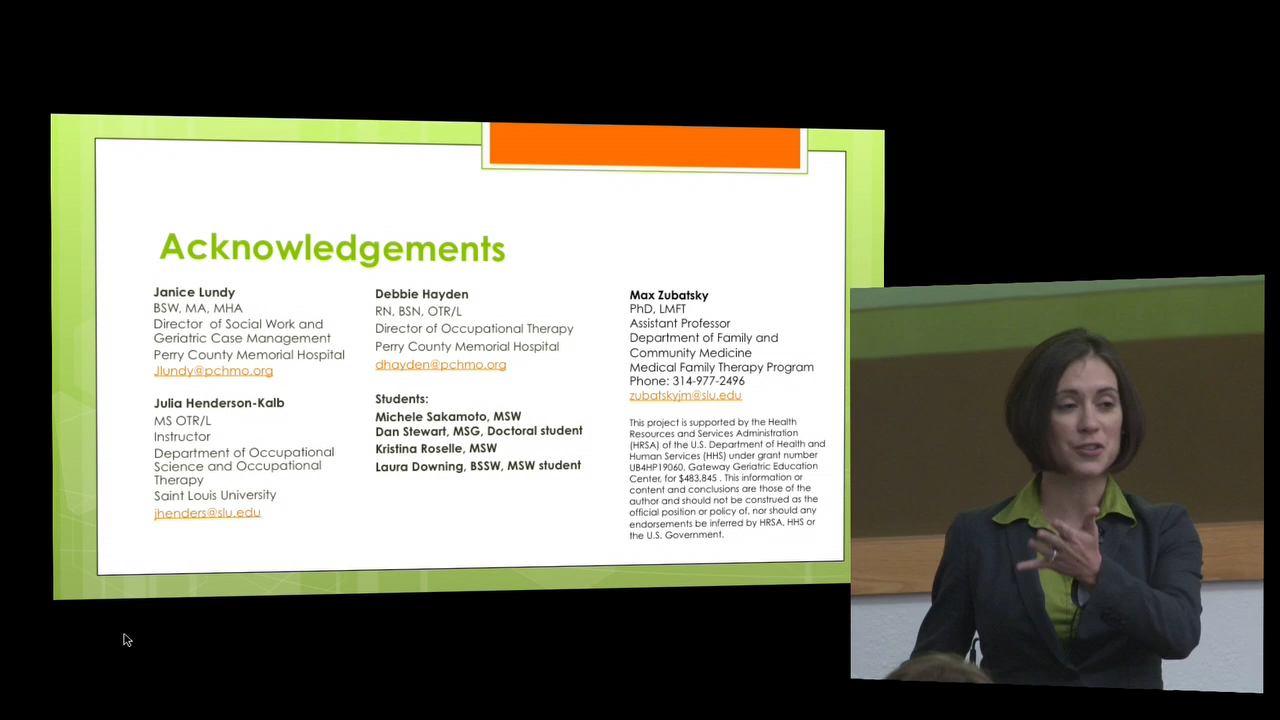 Acknowledgements
Janice Lundy
BSW, MA, MHA
Director of Social Work and
Geriatric Case Management
Perry County Memorial Hospital
Jlundy@pchmo.org
Julia Henderson-Kalb
MS OTR/L
Instructor
Department of Occupational
Science and Occupational
Therapy
Saint Louis University
jhenders@slu.edu
Debbie Hayden
RN, BSN, OTR/L
Director of Occupational Therapy
Perry County Memorial Hospital
dhayden@pchmo.org
Students:
Michele Sakamoto, MSW
Dan Stewart, MSG, Doctoral student
Kristina Roselle, MSW
Laura Downing, BSSW, MSW student
Max Zubatsky
PhD, LMFT
Assistant Professor
Department of Family and
Community Medicine
Medical Family Therapy Program
Phone: 314-977-2496
zubatskyjm@slu.edu
This project is supported by the Health
Resources and Services Administration
(HRSA) of the U.S. Department of Health and
Human Services (HHS) under grant number
UB4HP19060, Gateway Geriatric Education
Center, for $483,845 . This information or
content and conclusions are those of the
author and should not be construed as the
official position or policy of, nor should any
endorsements be inferred by HRSA, HHS or
the U.S. Government.